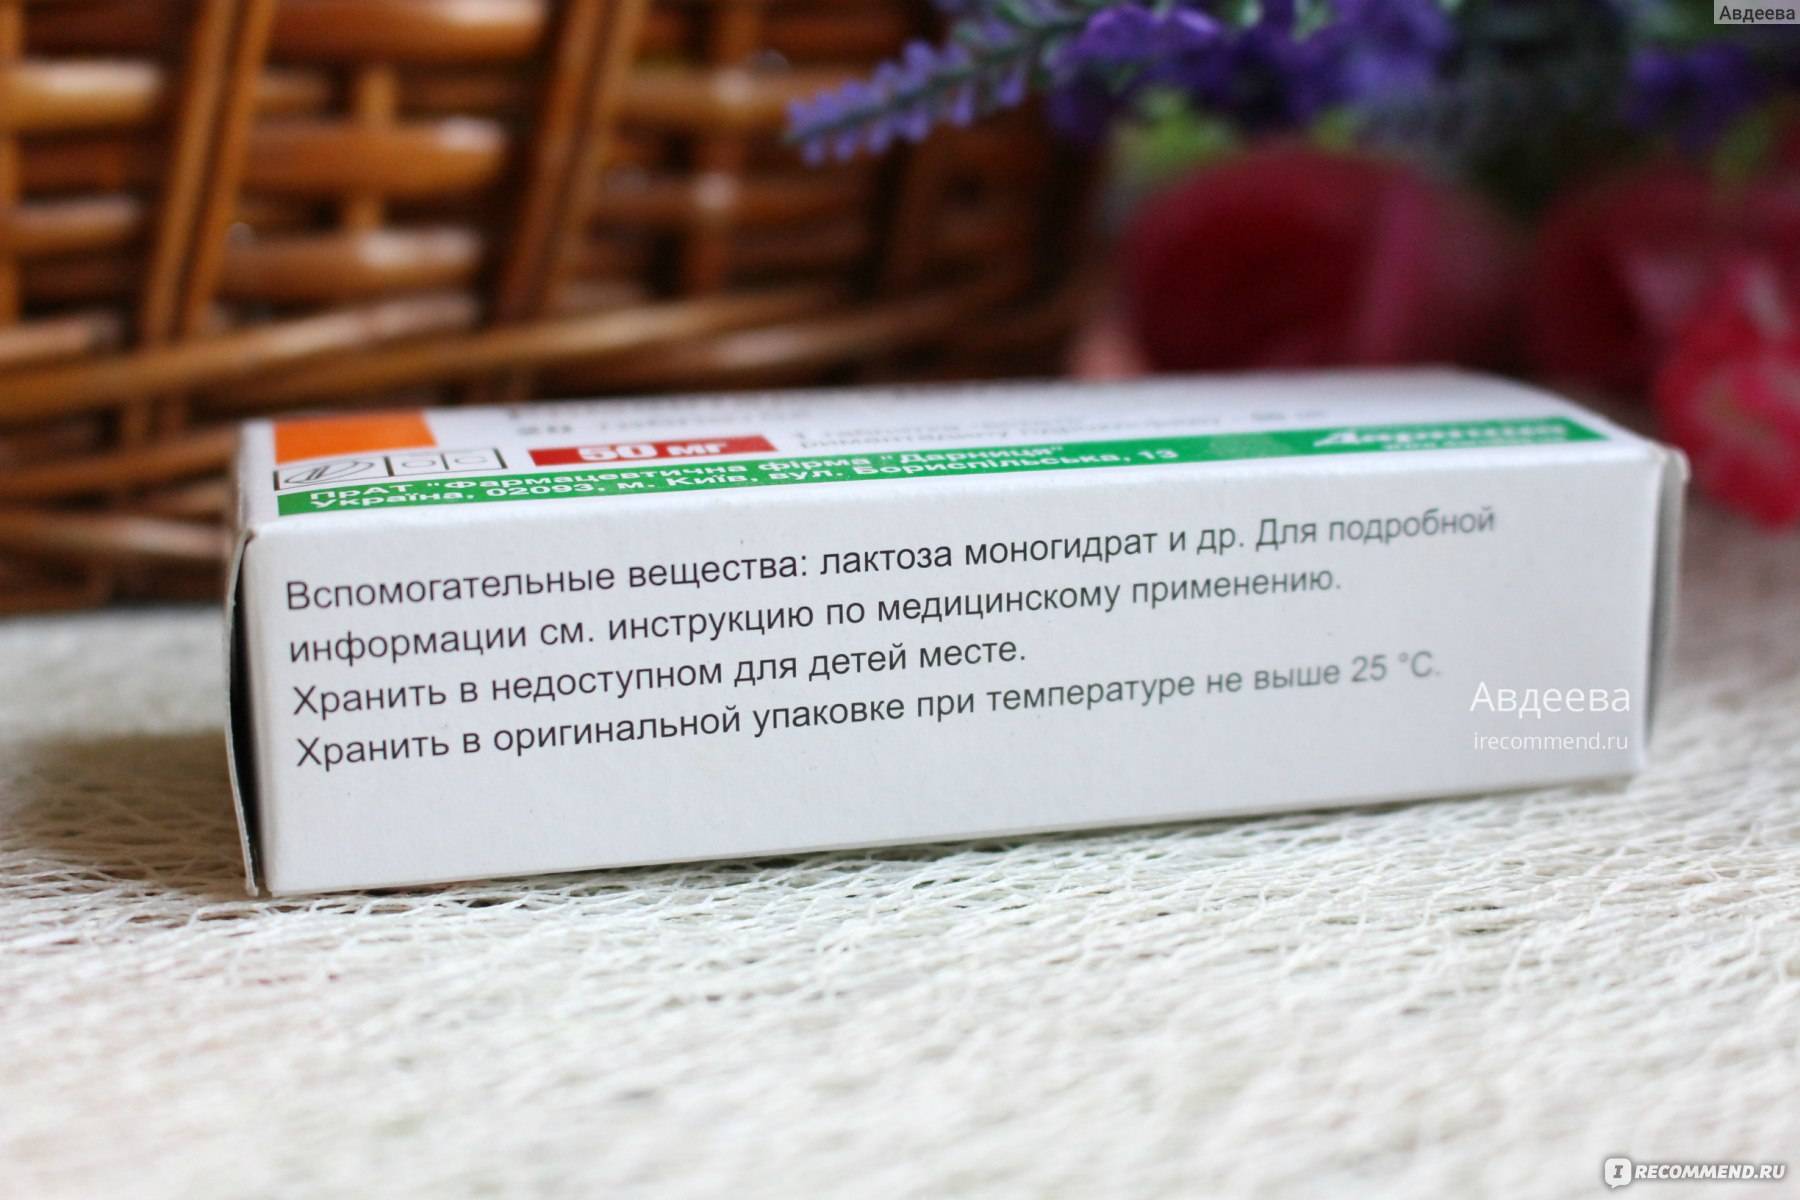 Авдеева
50 мг
ПРАТ "Фармацевтична фірма "Дарниця"
Україна, 02093, м. Київ, вул. Бориспільська, 13
Дарниця
Вспомогательные вещества: лактоза моногидрат и др. Для подробной
информации см. инструкцию по медицинскому применению.
Хранить в недоступном для детей месте.
Хранить в оригинальной упаковке при температуре не выше 25 °C.
Авдеева
irecommend.ru
IRECOMMEND.RU